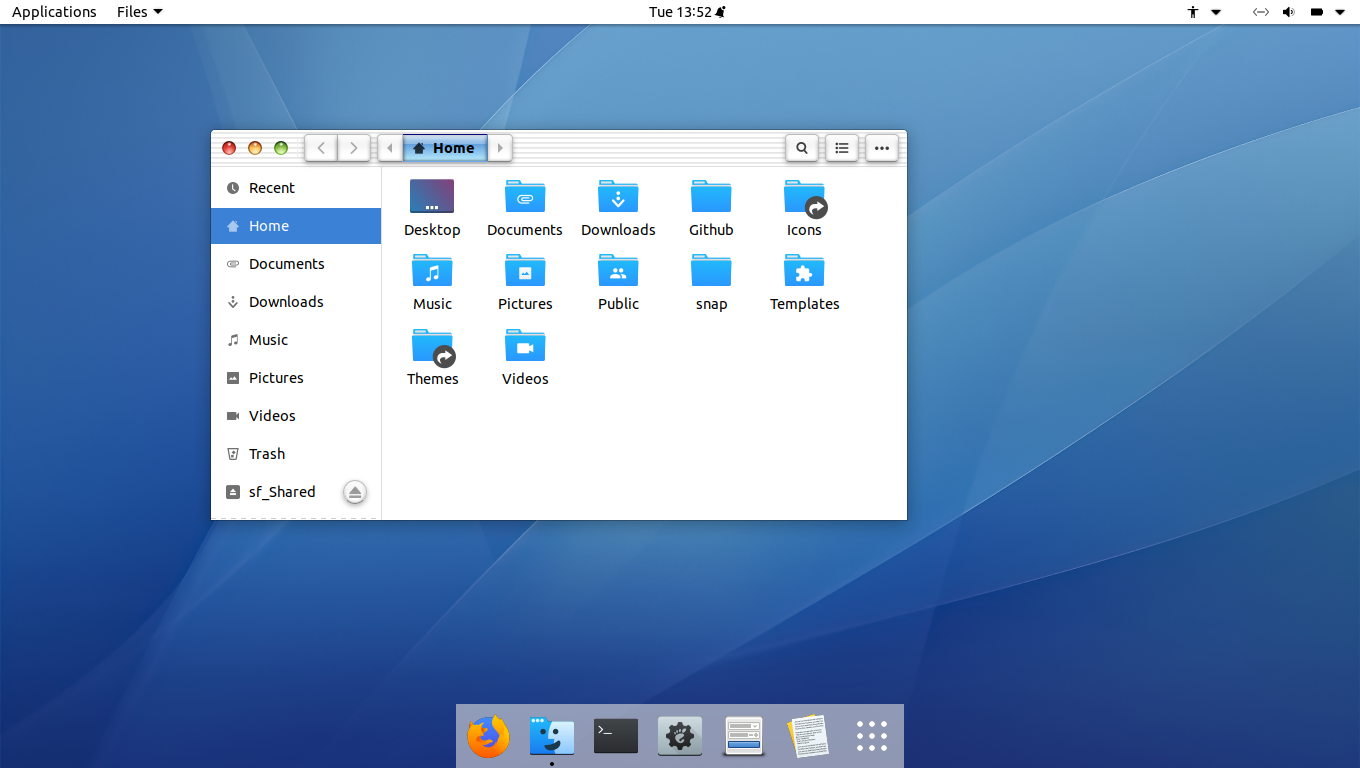 Applications Files Tue 13:52
Home
Recent
Home
Documents
Downloads
Music
Pictures
Videos
Trash
sf_Shared
Desktop Documents Downloads Github Icons
Music Pictures Public snap Templates
Themes Videos